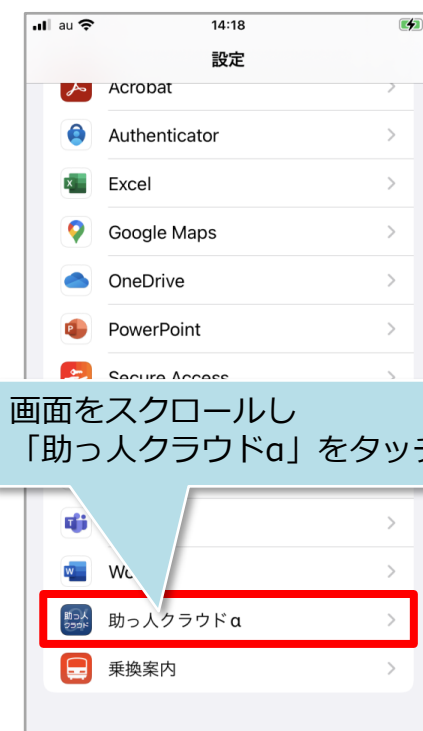 au 14:18
設定
Acrobat
Authenticator
Excel
Google Maps
OneDrive
PowerPoint
Secure Access
画面をスクロールし
「助っ人クラウドα」をタッチ
助っ人
クラウド
助っ人クラウドα
乗換案内